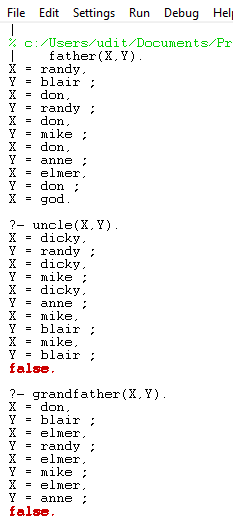 File Edit Settings Run Debug Help
|
% c:/Users/udit/Documents/Pr
| father(X,Y).
X = randy,
Y = blair ;
X = don,
Y = randy ;
X = don,
Y = mike ;
X = don,
Y = anne ;
X = elmer,
Y = don ;
X = god.
?- uncle(X,Y).
X = dicky,
Y = randy ;
X = dicky,
Y = mike ;
X = dicky,
Y = anne ;
X = mike,
Y = blair ;
X = mike,
Y = blair ;
false.
?- grandfather(X,Y).
X = don,
Y = blair ;
X = elmer,
Y = randy ;
X = elmer,
Y = mike ;
X = elmer,
Y = anne ;
false.